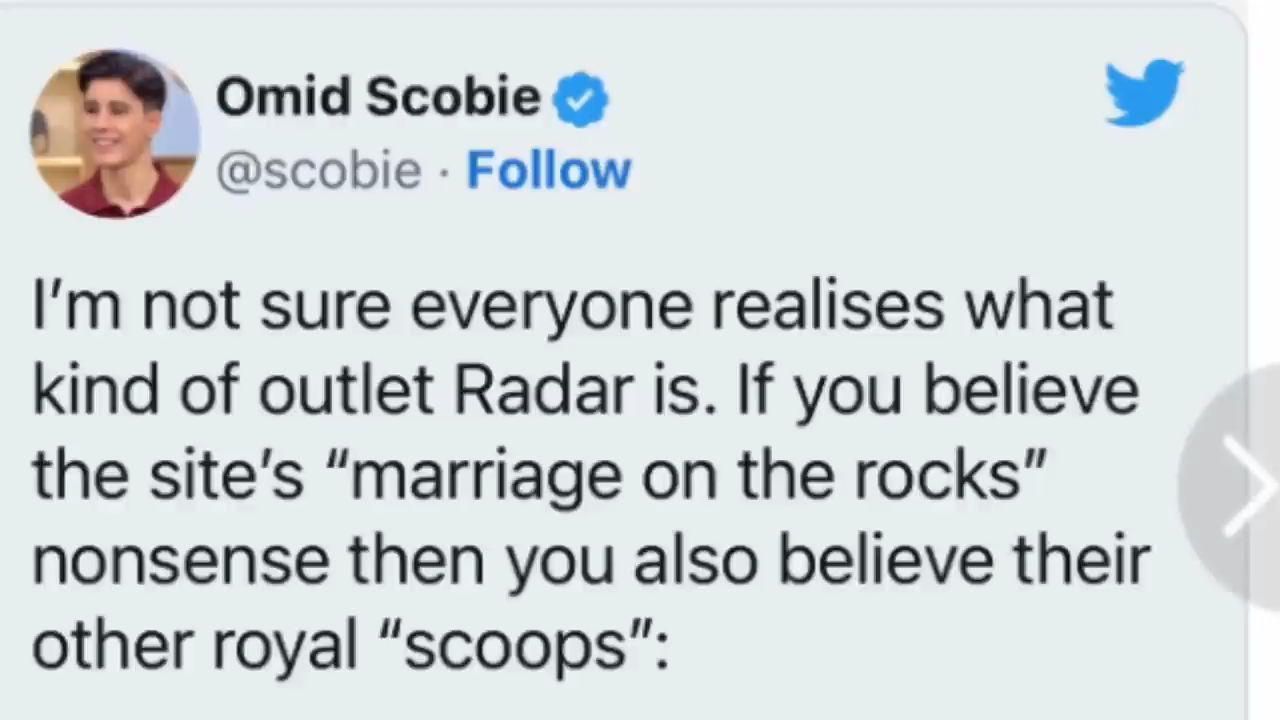 Omid Scobie
@scobie · Follow
I’m not sure everyone realises what
kind of outlet Radar is. If you believe
the site’s “marriage on the rocks”
nonsense then you also believe their
other royal “scoops”: